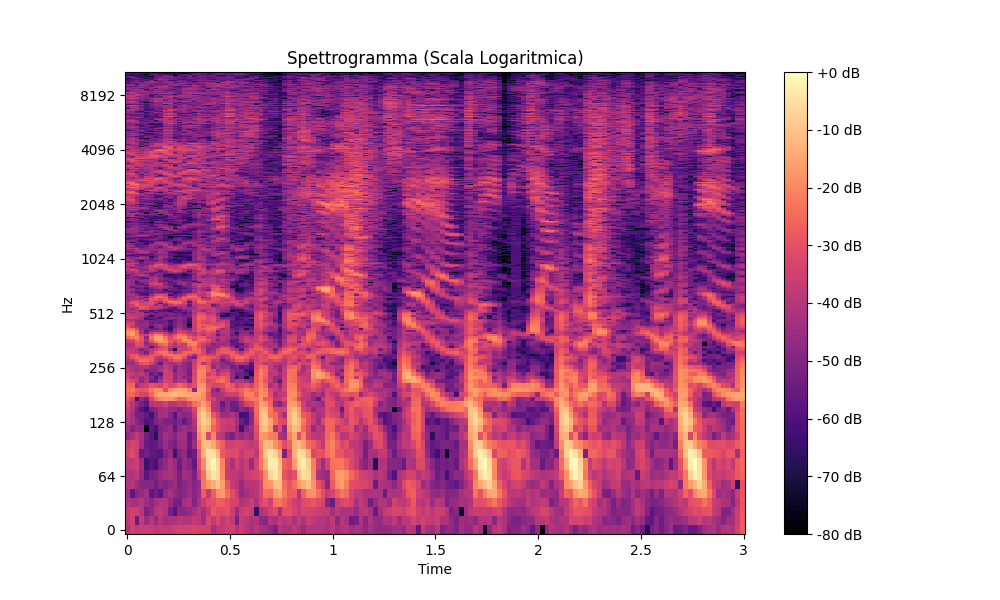 Spettrogramma (Scala Logaritmica)
Hz
8192
4096
2048
1024
512
256
128
64
0
0 0.5 1 1.5 2 2.5 3
Time
+0 dB
-10 dB
-20 dB
-30 dB
-40 dB
-50 dB
-60 dB
-70 dB
-80 dB